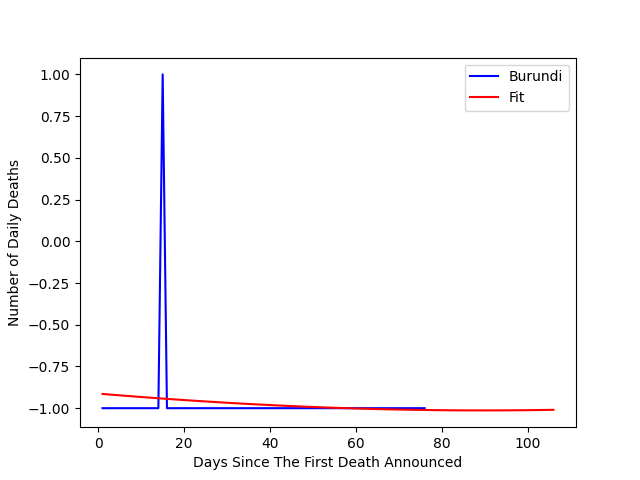 Burundi
Fit
1.00
0.75
0.50
0.25
0.00
−0.25
−0.50
−0.75
−1.00
Number of Daily Deaths
0 20 40 60 80 100
Days Since The First Death Announced